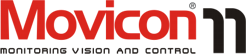 Movicon® 11
MONITORING VISION AND CONTROL